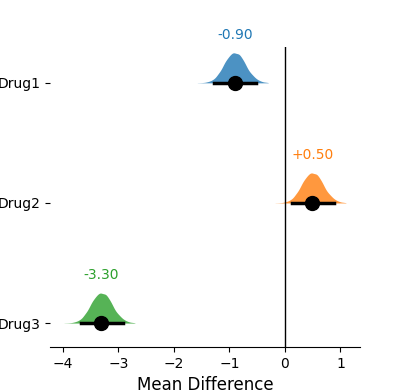 -0.90
Drug1
+0.50
Drug2
-3.30
Drug3
−4 −3 −2 −1 0 1
Mean Difference